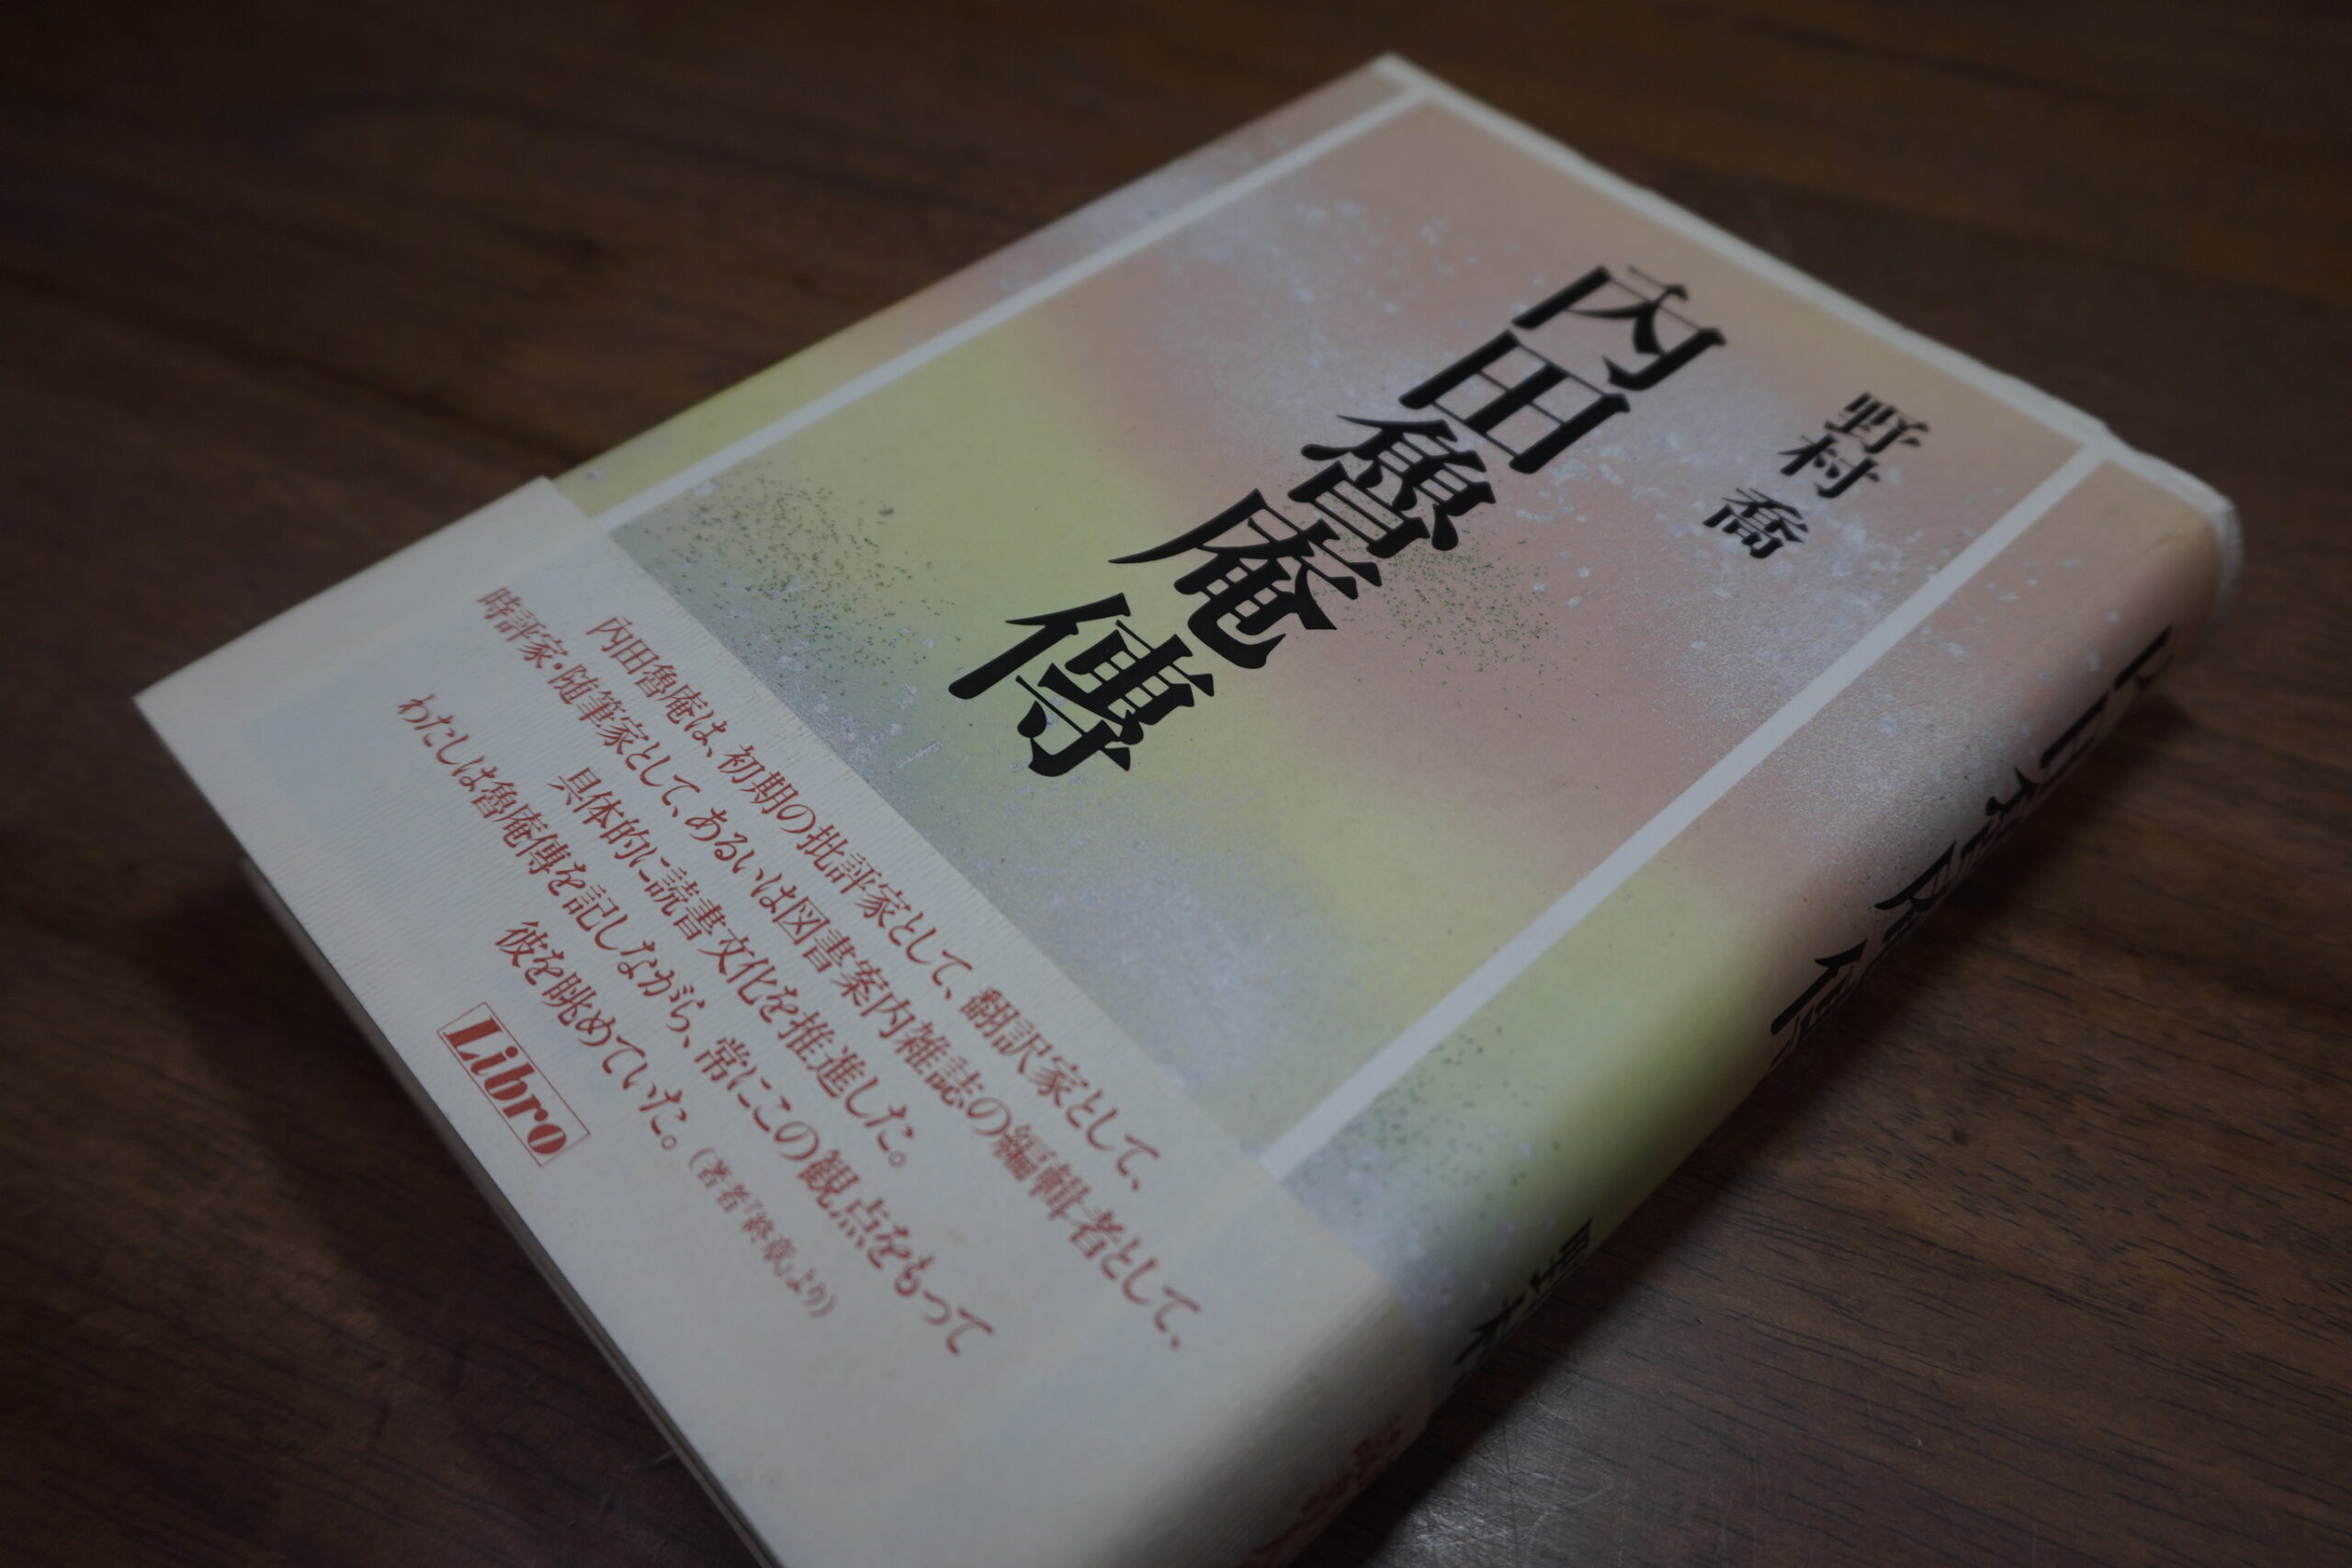 野村 喬
内田魯庵傳
内田魯庵は、初期の批評家として、翻訳家として、
時評家・随筆家として、あるいは図書案内雑誌の編輯者として、
具体的に読書文化を推進した。
わたしは魯庵傳を記しながら、常にこの観点をもって
彼を眺めていた。（著者『終章』より）
Libro
野村